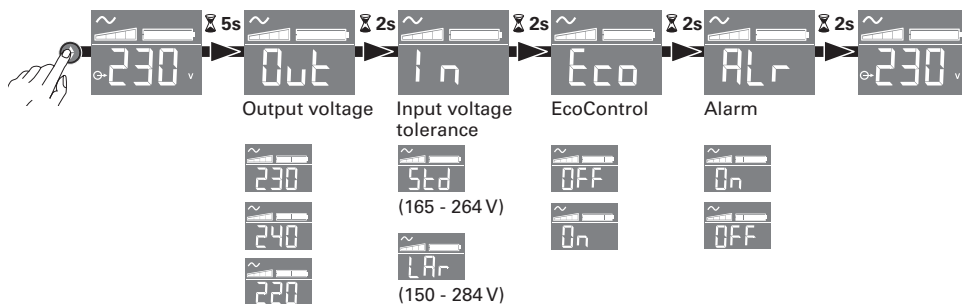 5s 2s 2s 2s 2s
230 v Out In Eco ALr 230 v
Output voltage Input voltage tolerance EcoControl Alarm
230 Std OFF On
(165 - 264 V)
240 On OFF
LAr
220
(150 - 284 V)